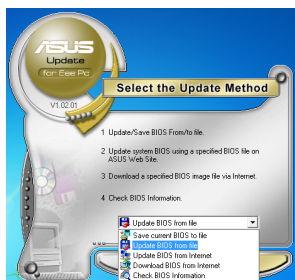 ASUS
Update
for Eee Pc
V1.02.01
Select the Update Method
1 Update/Save BIOS From/to file.
2 Update system BIOS using a specified BIOS file on
ASUS Web Site.
3 Download a specified BIOS image file via Internet.
4 Check BIOS Information.
Update BIOS from file
Save current BIOS to file
Update BIOS from file
Update BIOS from Internet
Download BIOS from Internet
Check BIOS Information